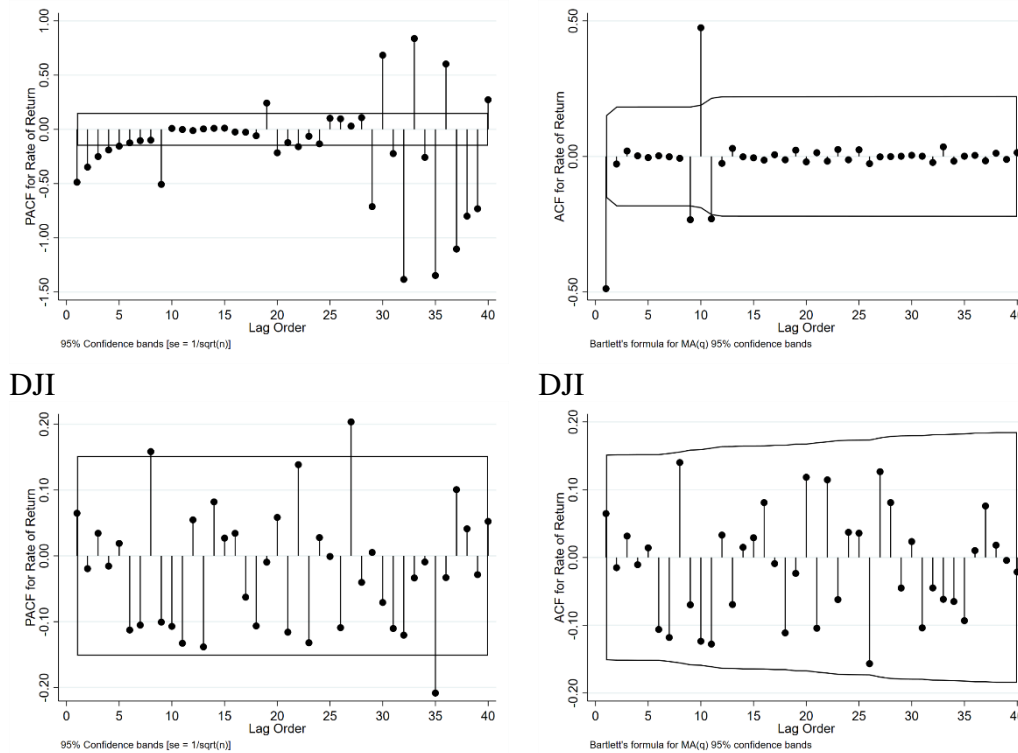 PACF for Rate of Return
1.00
0.50
0.00
-0.50
-1.00
-1.50
0 5 10 15 20 25 30 35 40
Lag Order
95% Confidence bands [se = 1/sqrt(n)]
ACF for Rate of Return
0.50
0.00
-0.50
0 5 10 15 20 25 30 35 40
Lag Order
Bartlett's formula for MA(q) 95% confidence bands
DJI
DJI
PACF for Rate of Return
0.20
0.10
0.00
-0.10
-0.20
0 5 10 15 20 25 30 35 40
Lag Order
95% Confidence bands [se = 1/sqrt(n)]
ACF for Rate of Return
0.20
0.10
0.00
-0.10
-0.20
0 5 10 15 20 25 30 35 40
Lag Order
Bartlett's formula for MA(q) 95% confidence bands